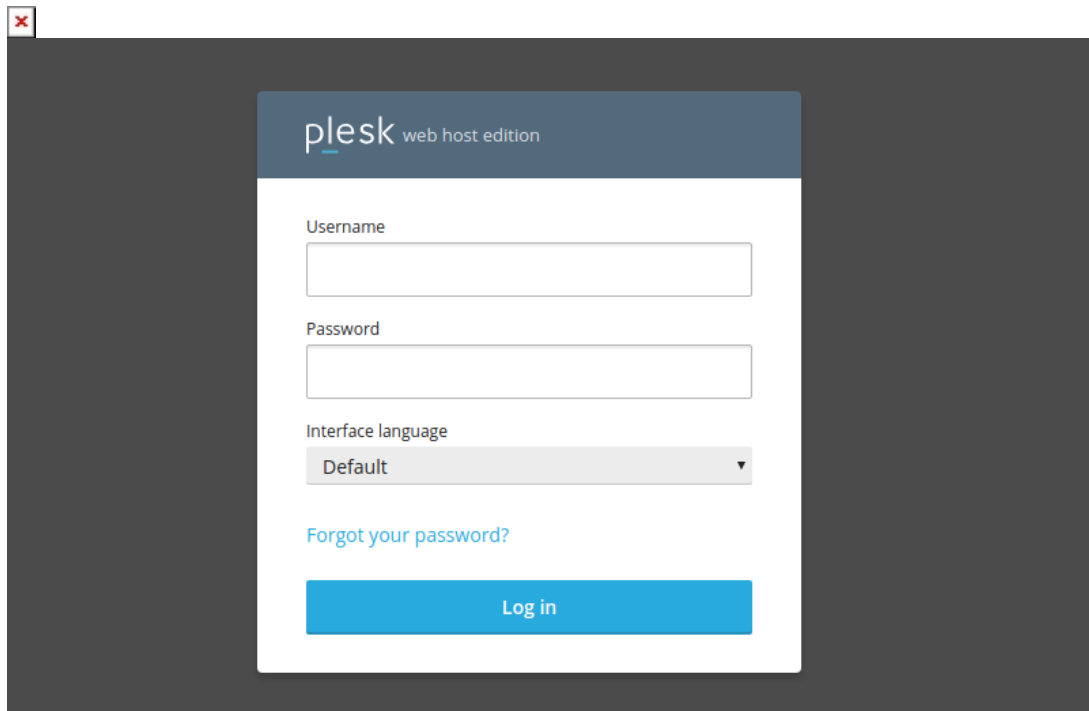 plesk web host edition
Username
Password
Interface language
Default
Forgot your password?
Log in